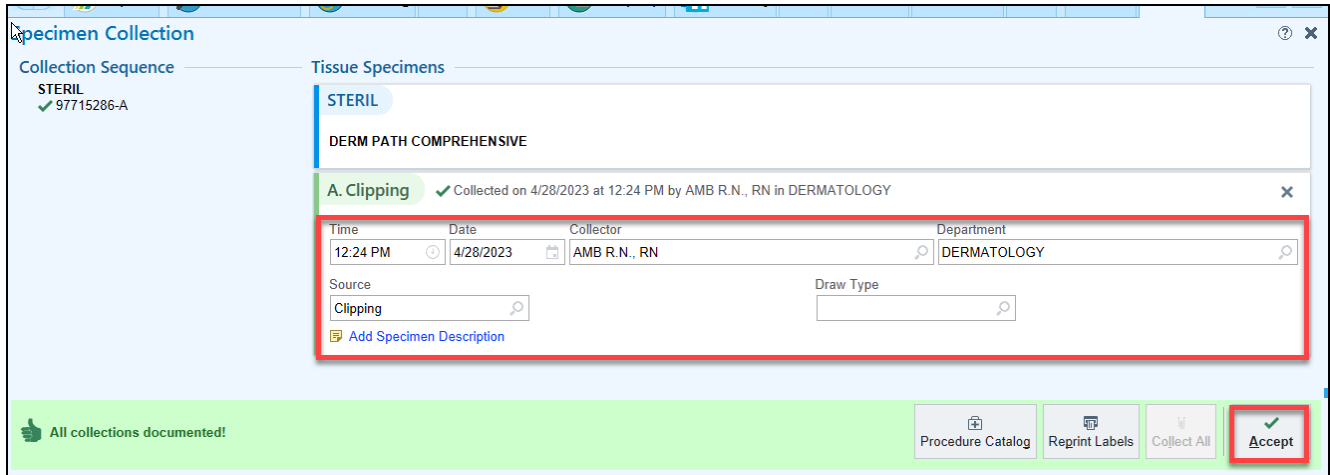 Specimen Collection
Collection Sequence
Tissue Specimens
STERIL
97715286-A
STERIL
DERM PATH COMPREHENSIVE
A. Clipping Collected on 4/28/2023 at 12:24 PM by AMB R.N., RN in DERMATOLOGY
Time Date Collector Department
12:24 PM 4/28/2023 AMB R.N., RN DERMATOLOGY
Source Draw Type
Clipping
Add Specimen Description
All collections documented!
Procedure Catalog Reprint Labels Collect All Accept